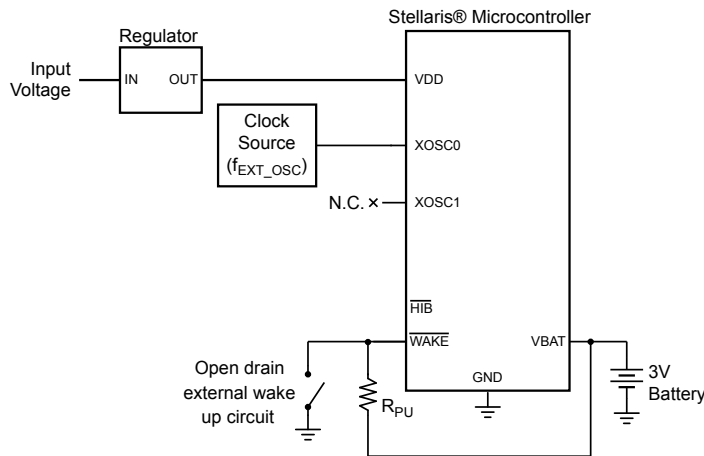 Stellaris® Microcontroller
Regulator
Input
Voltage
IN
OUT
VDD
Clock
Source
(fEXT_OSC)
XOSC0
N.C.
XOSC1
HIB
WAKE
VBAT
Open drain
external wake
up circuit
RPU
GND
3V
Battery